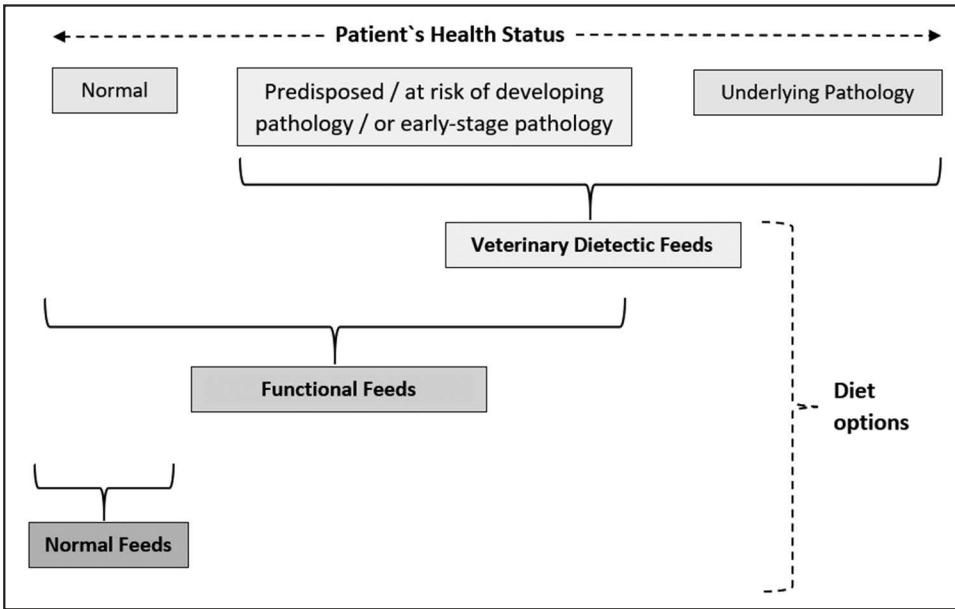 Patient`s Health Status
Normal
Predisposed / at risk of developing
pathology / or early-stage pathology
Underlying Pathology
Veterinary Dietectic Feeds
Functional Feeds
Diet
options
Normal Feeds